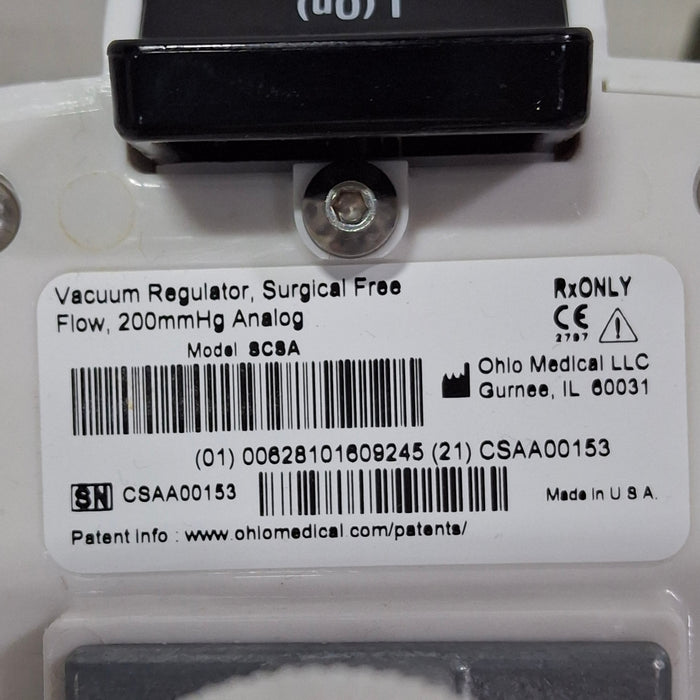 I (On)
Vacuum Regulator, Surgical Free
Flow, 200mmHg Analog
Model SCSA
RxONLY
CE
2797
Ohio Medical LLC
Gurnee, IL 60031
(01) 00628101609245 (21) CSAA00153
SN CSAA00153
Made in U S A.
Patent Info : www.ohiomedical.com/patents/